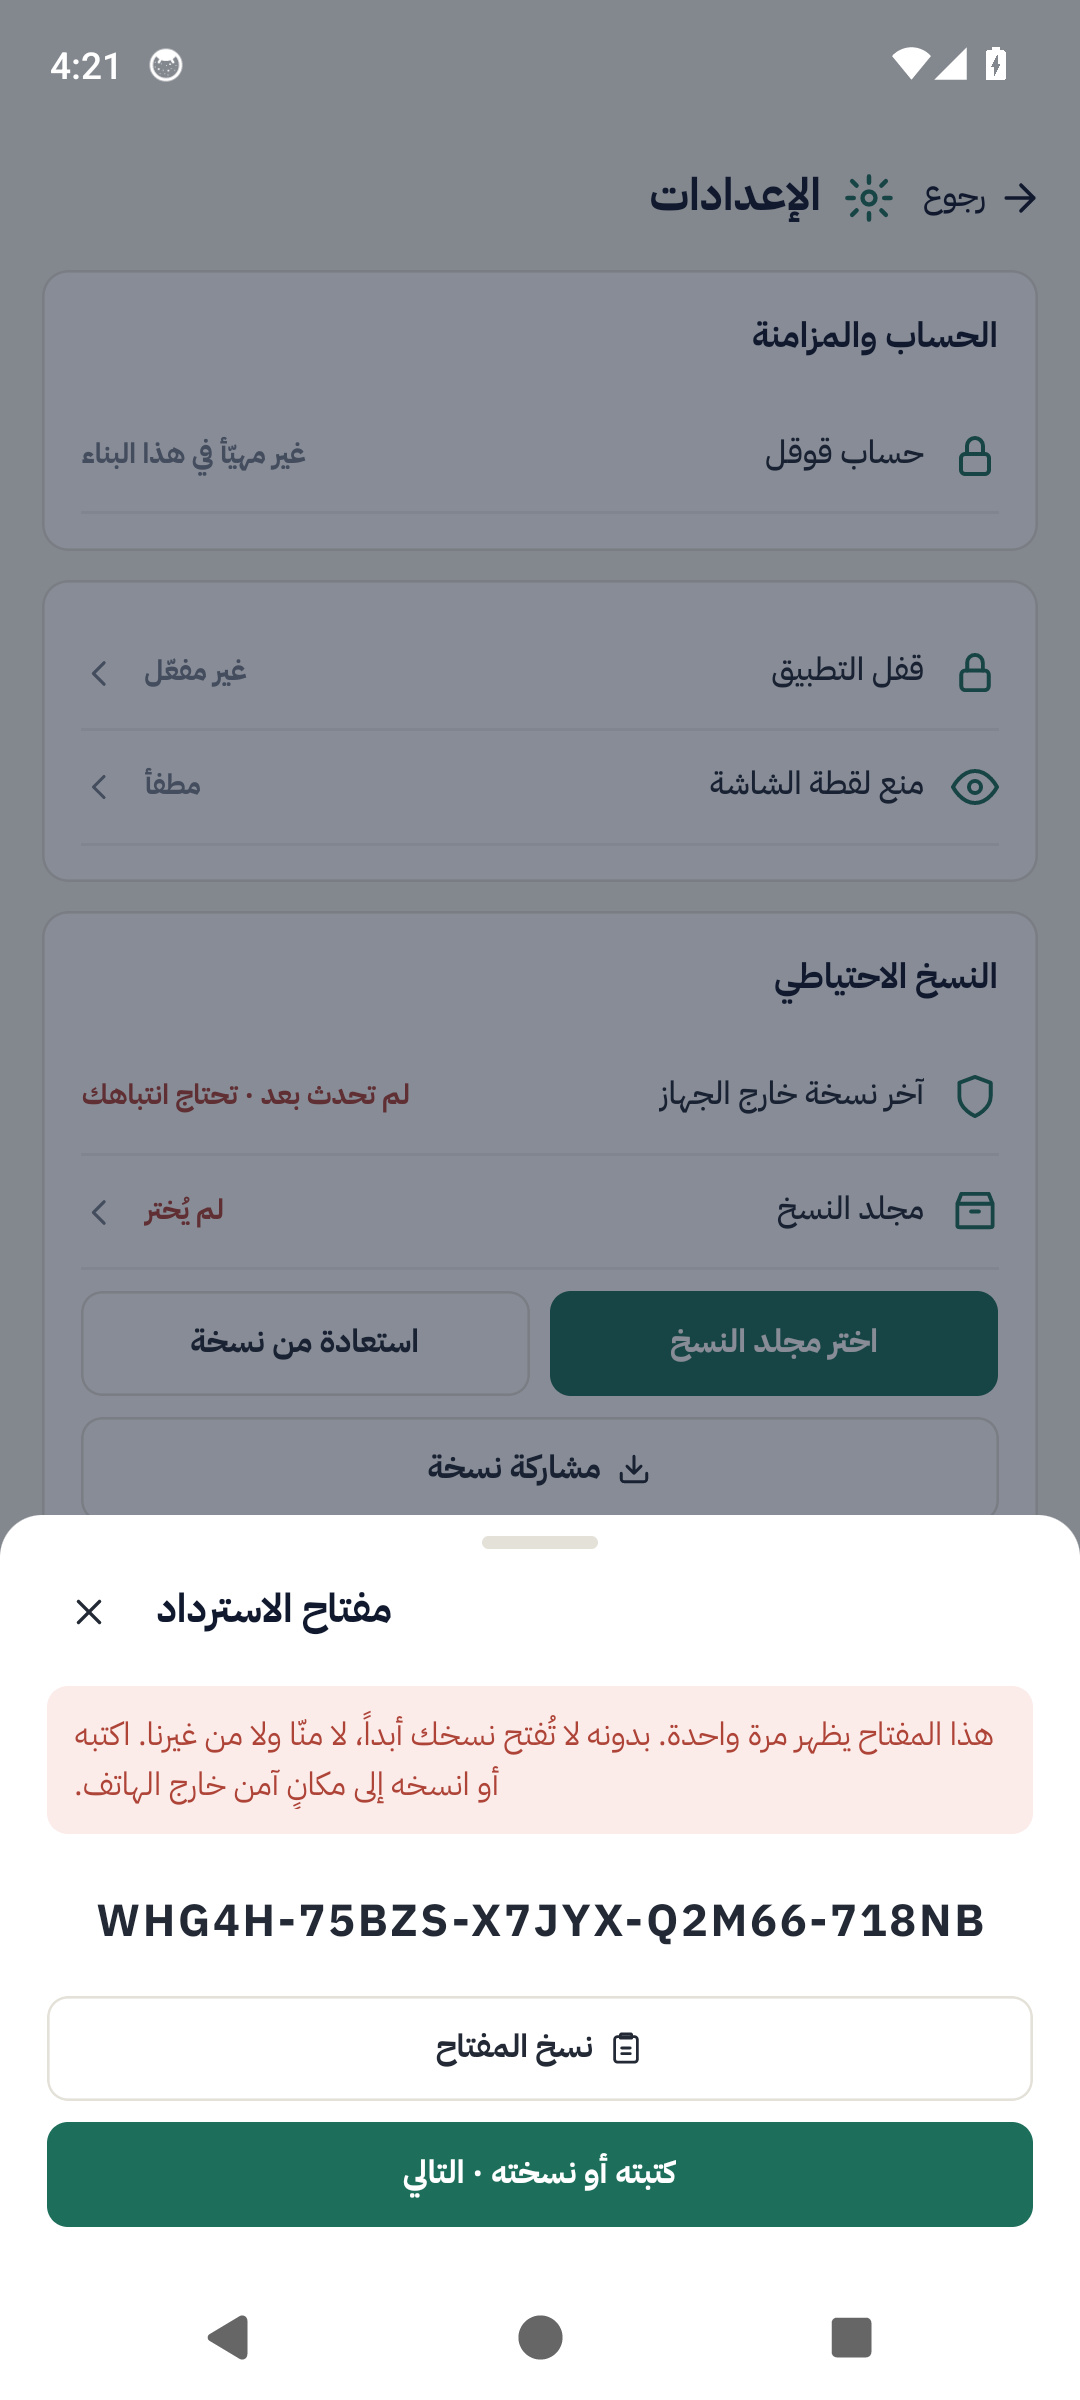 4:21
رجوع
الإعدادات
الحساب والمزامنة
حساب قوقل
غير مهيّأ في هذا البناء
قفل التطبيق
غير مفعّل
منع لقطة الشاشة
مطفأ
النسخ الاحتياطي
آخر نسخة خارج الجهاز
لم تحدث بعد · تحتاج انتباهك
مجلد النسخ
لم يُختر
اختر مجلد النسخ
استعادة من نسخة
مشاركة نسخة
مفتاح الاسترداد
هذا المفتاح يظهر مرة واحدة. بدونه لا تُفتح نسخك أبداً، لا منّا ولا من غيرنا. اكتبه
أو انسخه إلى مكانٍ آمن خارج الهاتف.
WHG4H-75BZS-X7JYX-Q2M66-718NB
نسخ المفتاح
كتبته أو نسخته · التالي